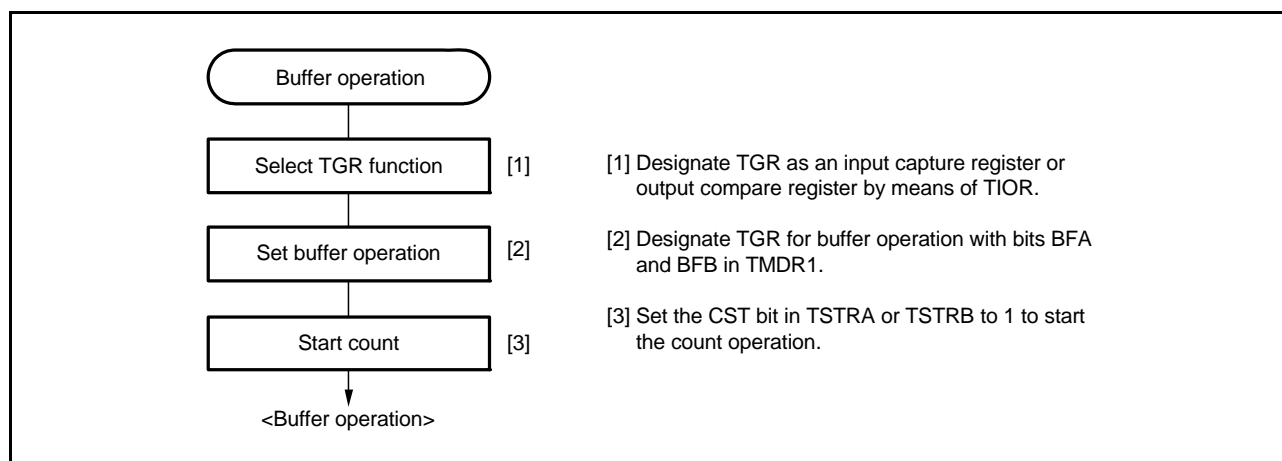 Buffer operation
Select TGR function
[1]
[1] Designate TGR as an input capture register or
output compare register by means of TIOR.
Set buffer operation
[2]
[2] Designate TGR for buffer operation with bits BFA
and BFB in TMDR1.
Start count
[3]
[3] Set the CST bit in TSTRA or TSTRB to 1 to start
the count operation.
<Buffer operation>